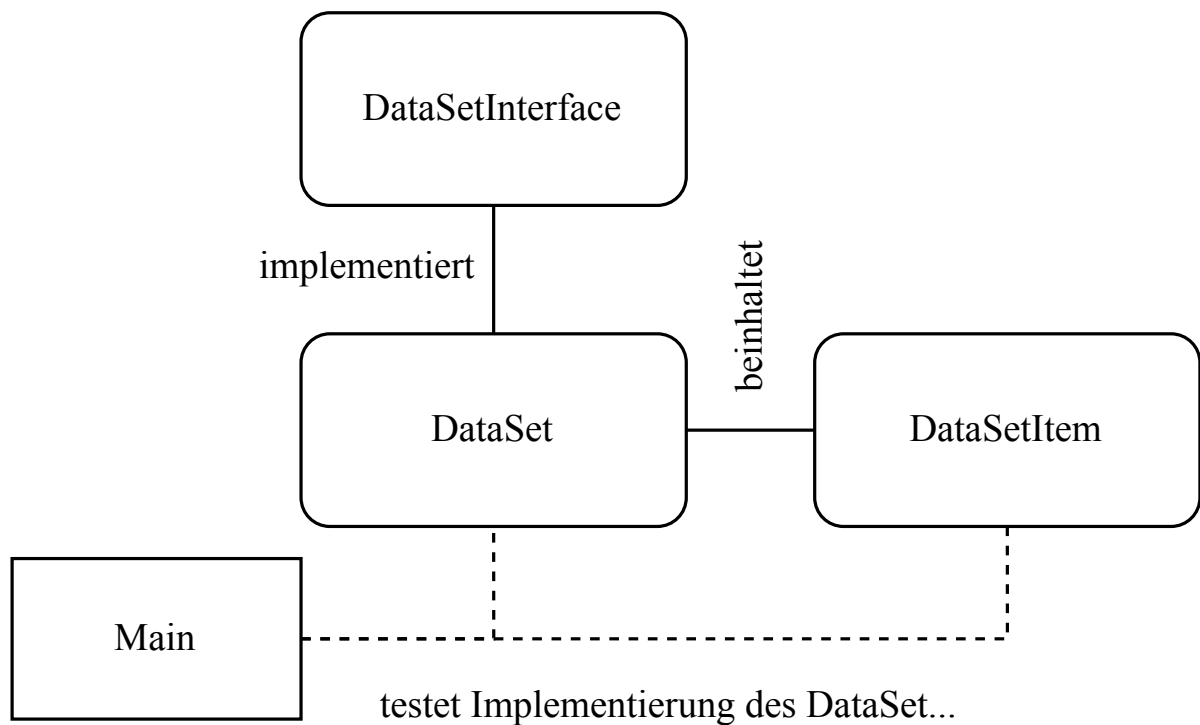 DataSetInterface
implementiert
beinhaltet
DataSet
DataSetItem
Main
testet Implementierung des DataSet...